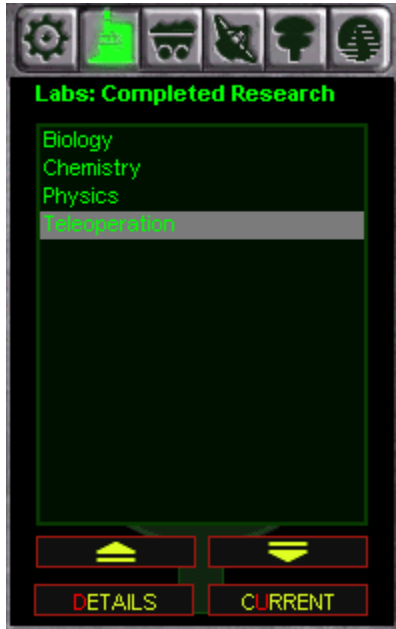 Labs: Completed Research
Biology
Chemistry
Physics
Teleoperation
DETAILS
CURRENT